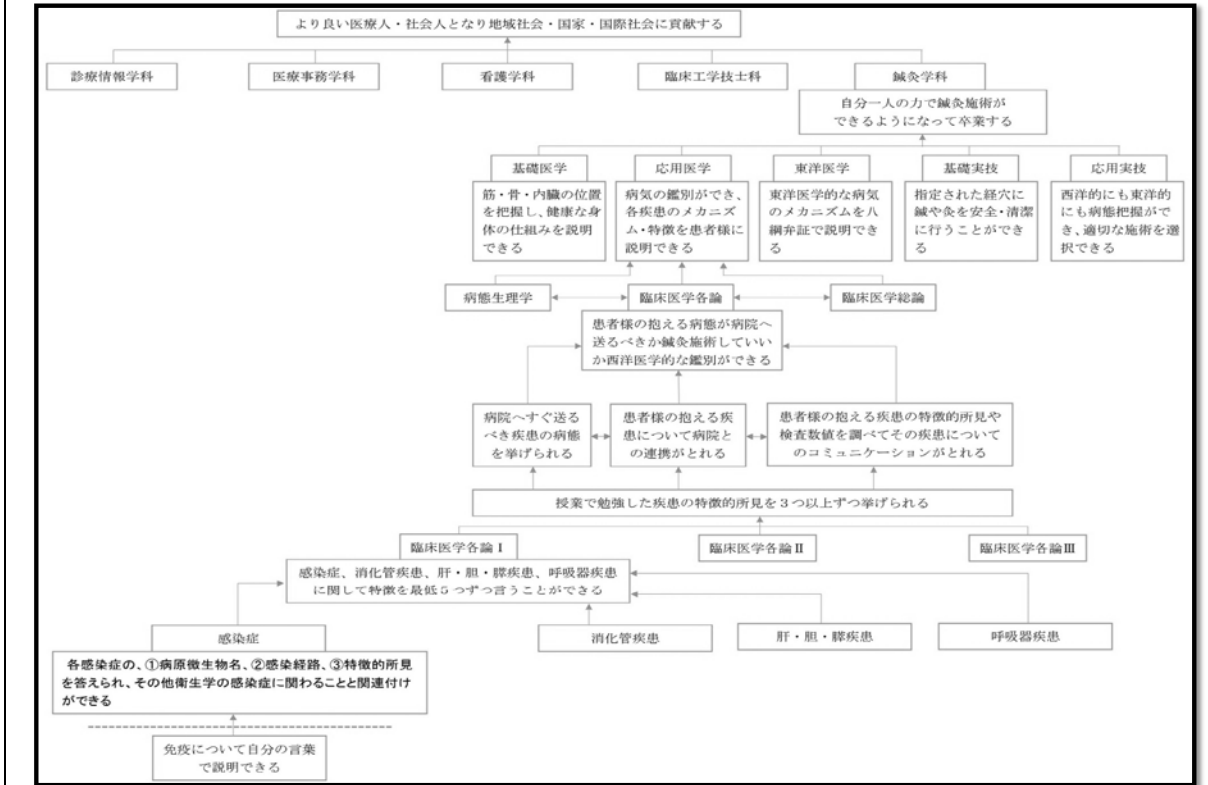 より良い医療人・社会人となり地域社会・国家・国際社会に貢献する
診療情報学科
医療事務学科
看護学科
臨床工学技士科
鍼灸学科
自分一人の力で鍼灸施術が
できるようになって卒業する
基礎医学
筋・骨・内臓の位置
を把握し、健康な身
体の仕組みを説明
できる
応用医学
病気の鑑別ができ、
各疾患のメカニズ
ム・特徴を患者様に
説明できる
東洋医学
東洋医学的な病気
のメカニズムを八
綱弁証で説明でき
る
基礎実技
指定された経穴に
鍼や灸を安全・清潔
に行うことができ
る
応用実技
西洋的にも東洋的
にも病態把握がで
き、適切な施術を選
択できる
病態生理学
臨床医学各論
臨床医学総論
患者様の抱える病態が病院へ
送るべきか鍼灸施術していい
か西洋医学的な鑑別ができる
病院へすぐ送る
べき疾患の病態
を挙げられる
患者様の抱える疾
患について病院と
の連携がとれる
患者様の抱える疾患の特徴的所見や
検査数値を調べてその疾患について
のコミュニケーションがとれる
授業で勉強した疾患の特徴的所見を３つ以上ずつ挙げられる
臨床医学各論Ⅰ
臨床医学各論Ⅱ
臨床医学各論Ⅲ
感染症、消化管疾患、肝・胆・膵疾患、呼吸器疾患
に関して特徴を最低５つずつ言うことができる
感染症
消化管疾患
肝・胆・膵疾患
呼吸器疾患
各感染症の、①病原微生物名、②感染経路、③特徴的所見
を答えられ、その他衛生学の感染症に関わることと関連付け
ができる
免疫について自分の言葉
で説明できる